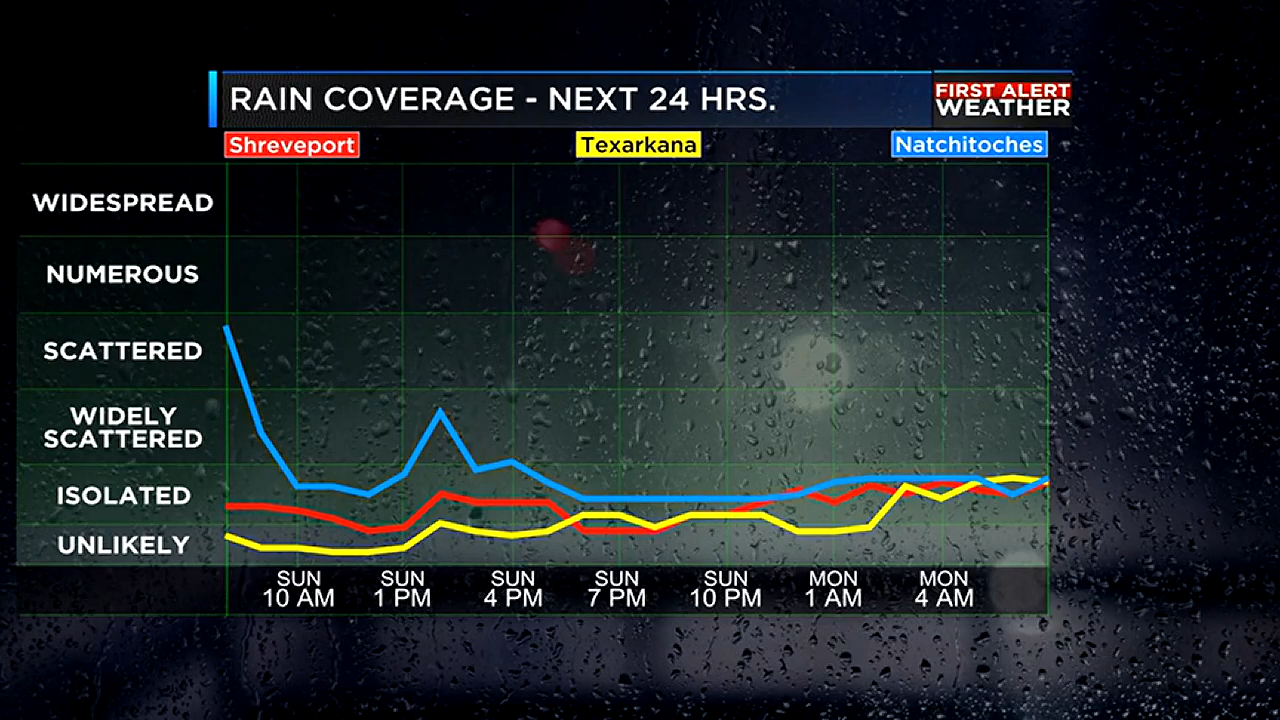 RAIN COVERAGE - NEXT 24 HRS.
FIRST ALERT
WEATHER
Shreveport
Texarkana
Natchitoches
WIDESPREAD
NUMEROUS
SCATTERED
WIDELY
SCATTERED
ISOLATED
UNLIKELY
SUN
10 AM
SUN
1 PM
SUN
4 PM
SUN
7 PM
SUN
10 PM
MON
1 AM
MON
4 AM